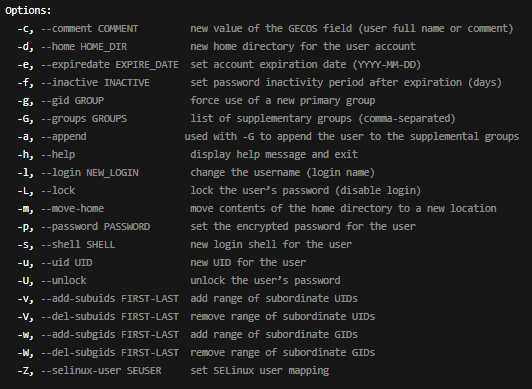 Options:
-c, --comment COMMENT new value of the GECOS field (user full name or comment)
-d, --home HOME_DIR new home directory for the user account
-e, --expiredate EXPIRE_DATE set account expiration date (YYYY-MM-DD)
-f, --inactive INACTIVE set password inactivity period after expiration (days)
-g, --gid GROUP force use of a new primary group
-G, --groups GROUPS list of supplementary groups (comma-separated)
-a, --append used with -G to append the user to the supplemental groups
-h, --help display help message and exit
-l, --login NEW_LOGIN change the username (login name)
-L, --lock lock the user’s password (disable login)
-m, --move-home move contents of the home directory to a new location
-p, --password PASSWORD set the encrypted password for the user
-s, --shell SHELL new login shell for the user
-u, --uid UID new UID for the user
-U, --unlock unlock the user’s password
-v, --add-subuids FIRST-LAST add range of subordinate UIDs
-V, --del-subuids FIRST-LAST remove range of subordinate UIDs
-w, --add-subgids FIRST-LAST add range of subordinate GIDs
-W, --del-subgids FIRST-LAST remove range of subordinate GIDs
-Z, --selinux-user SEUSER set SELinux user mapping